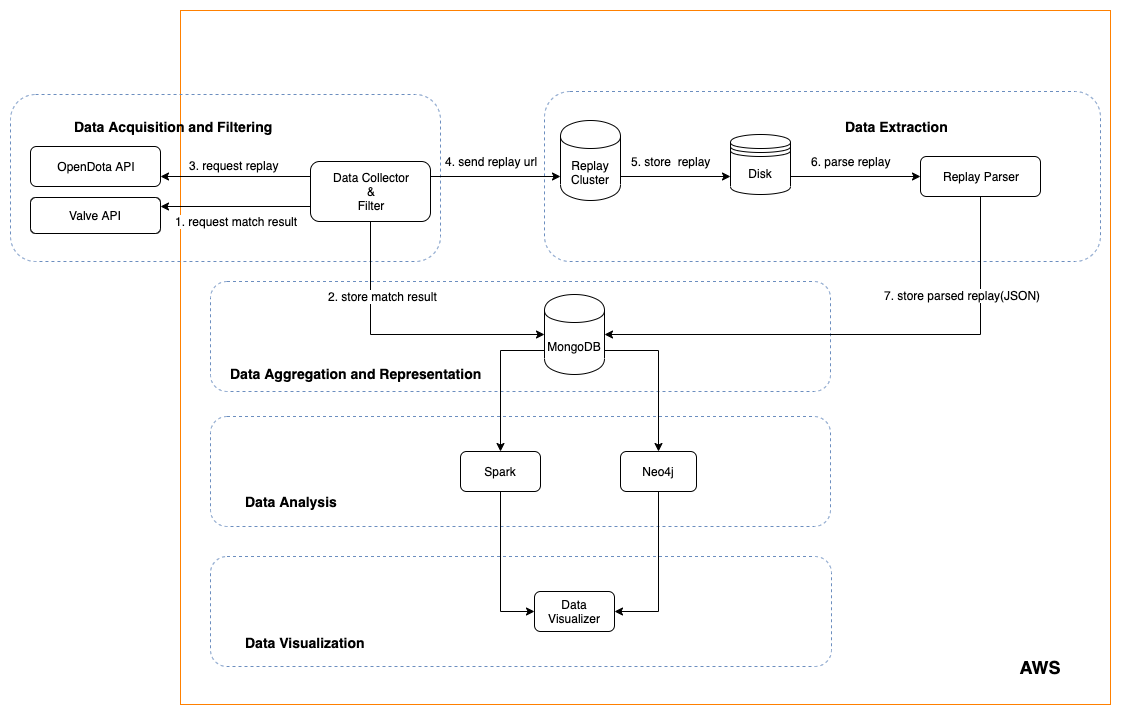 Data Acquisition and Filtering
OpenDota API
3. request replay
Valve API
1. request match result
Data Collector
&
Filter
4. send replay url
Data Extraction
Replay
Cluster
5. store  replay
Disk
6. parse replay
Replay Parser
2. store match result
7. store parsed replay(JSON)
MongoDB
Data Aggregation and Representation
Spark
Neo4j
Data Analysis
Data
Visualizer
Data Visualization
AWS